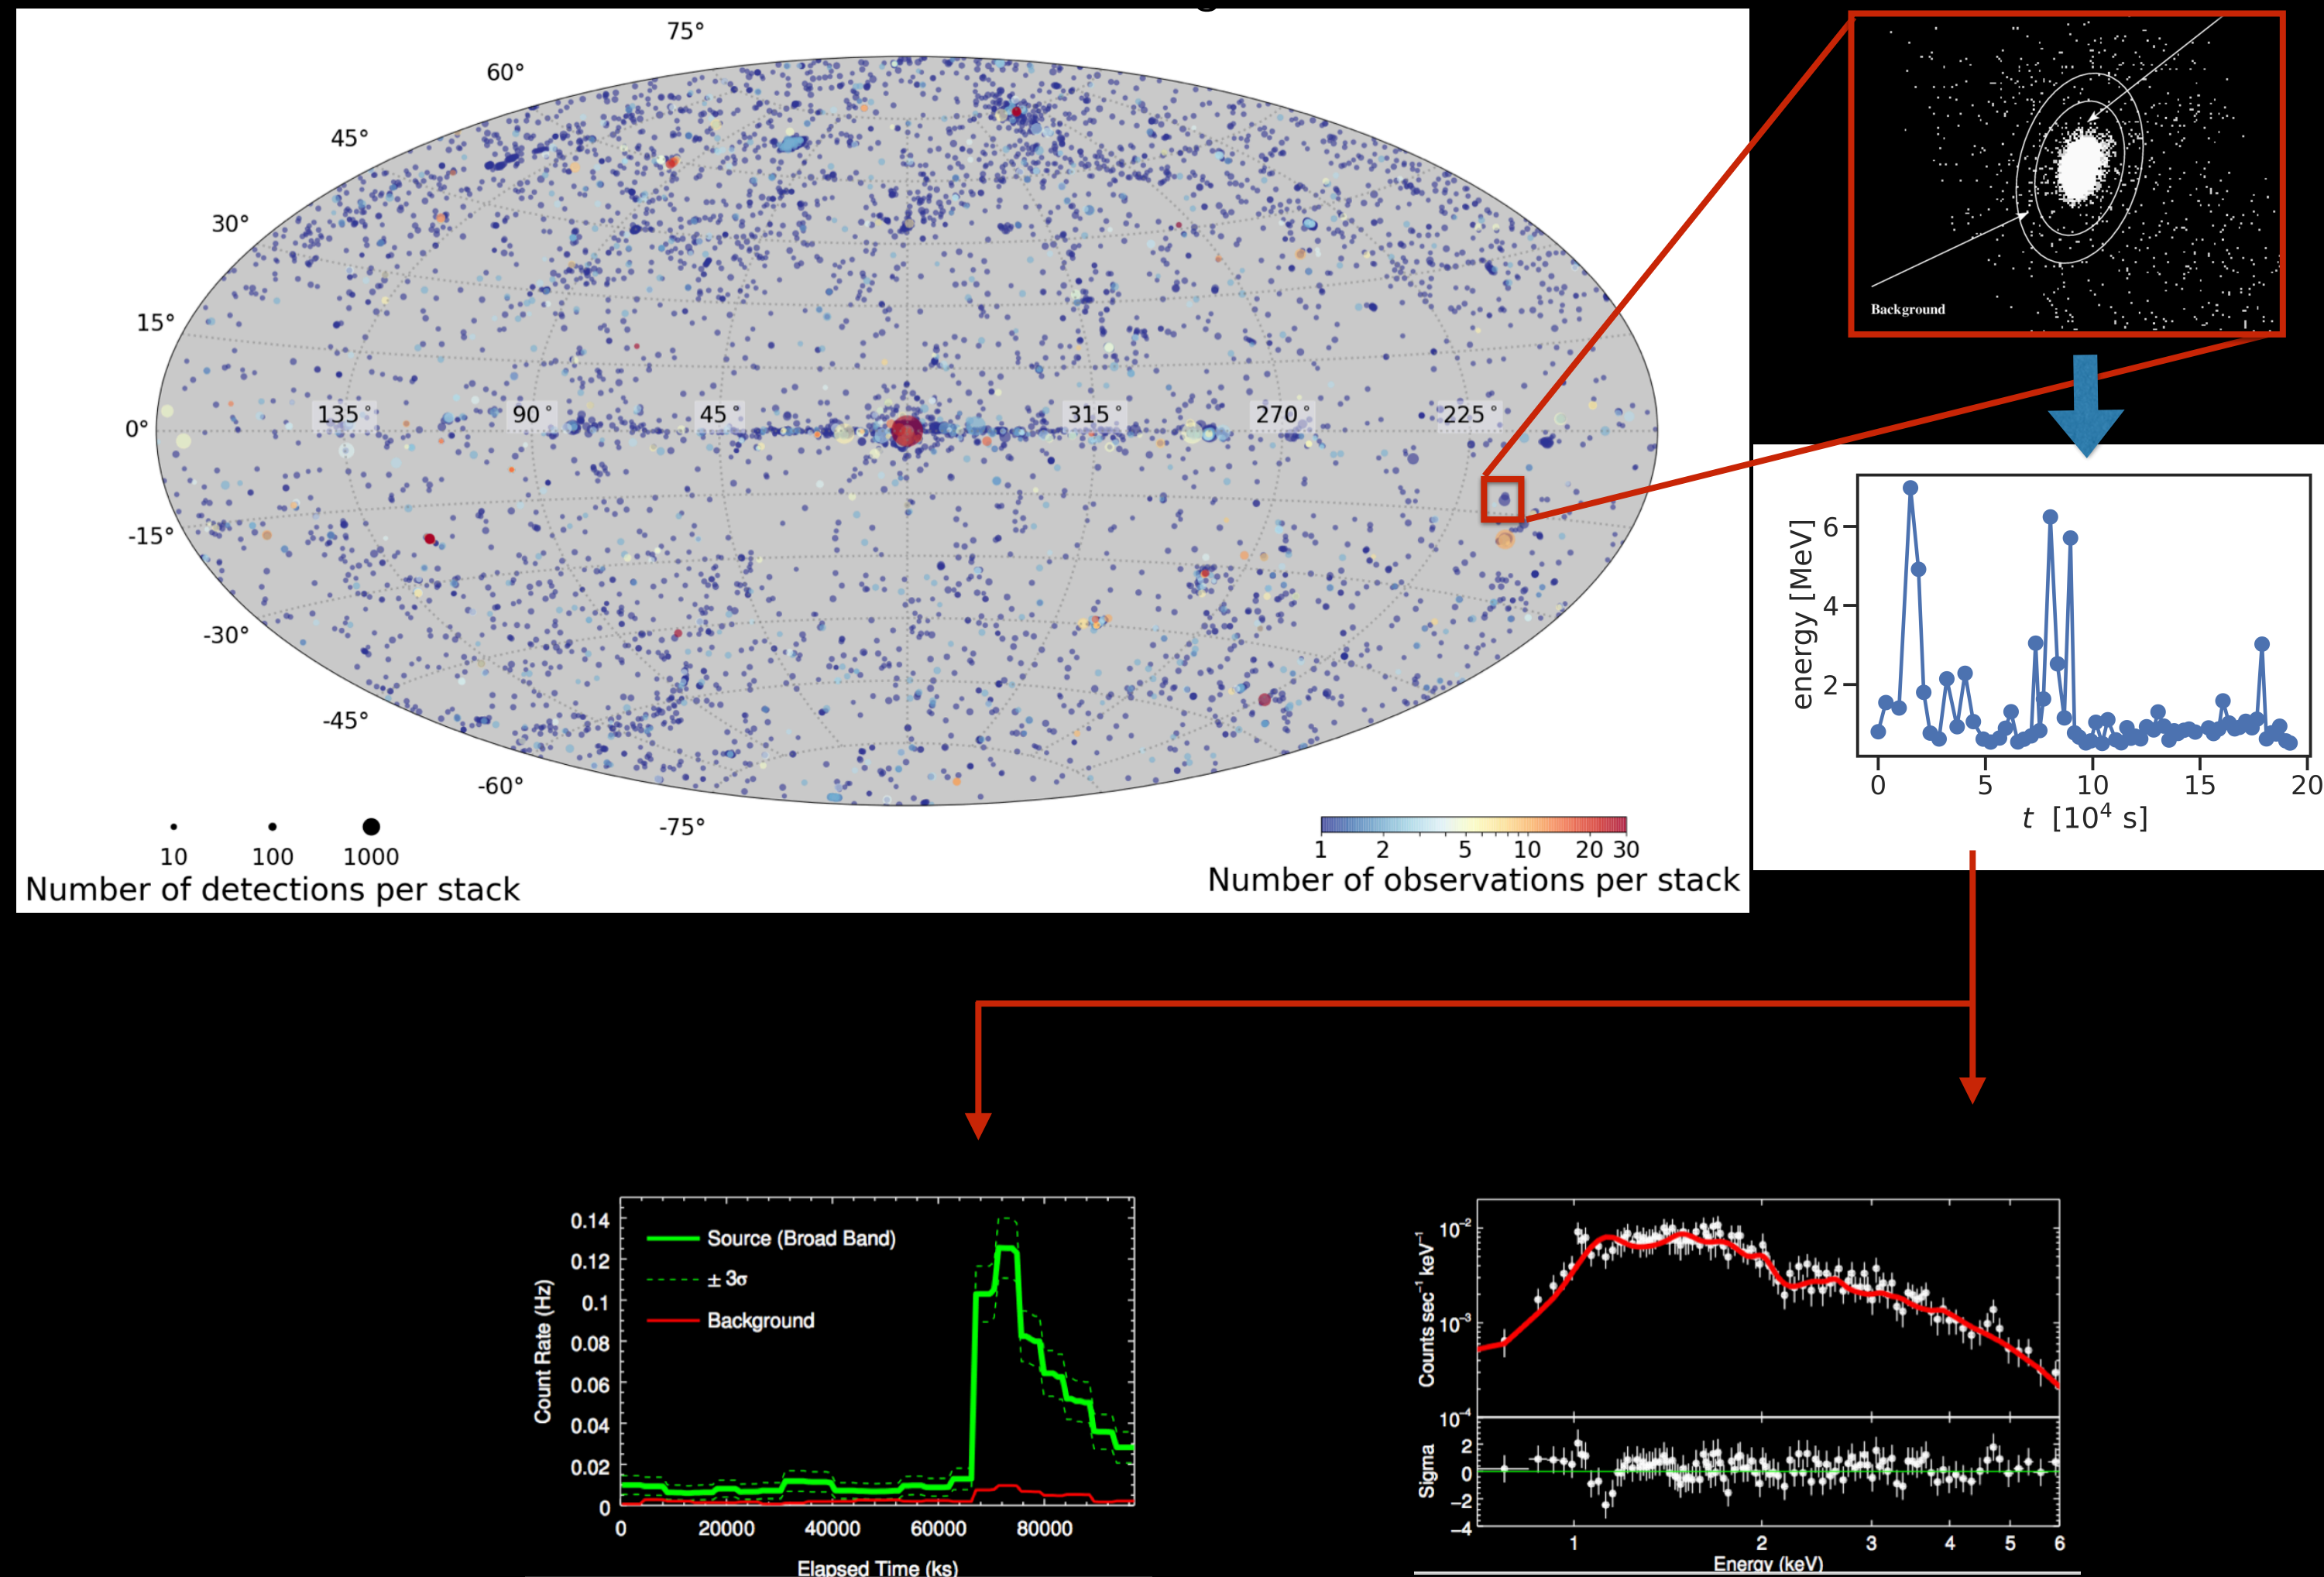 75°
60°
45°
30°
15°
0°
-15°
-30°
-45°
-60°
-75°
135° 90° 45° 315° 270° 225°
10 100 1000
Number of detections per stack
1 2 5 10 20 30
Number of observations per stack
Background
energy [MeV]
6
4
2
0 5 10 15 20
t [10⁴ s]
Count Rate (Hz)
0.14
0.12
0.1
0.08
0.06
0.04
0.02
0
Source (Broad Band)
± 3σ
Background
0 20000 40000 60000 80000
Elapsed Time (ks)
Counts sec⁻¹ keV⁻¹
10⁻²
10⁻³
10⁻⁴
Sigma
2
0
−2
−4
1 2 3 4 5 6
Energy (keV)